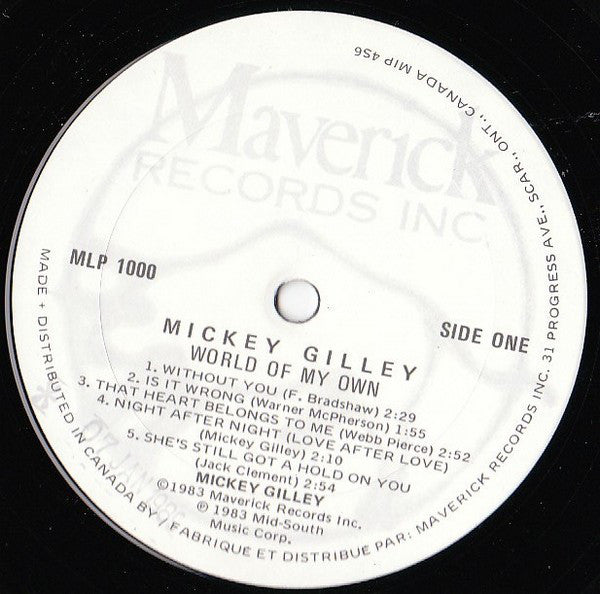 Maverick
RECORDS INC
MLP 1000
SIDE ONE
MICKEY GILLEY
WORLD OF MY OWN
1. WITHOUT YOU (F. Bradshaw) 2:29
2. IS IT WRONG (Warner McPherson) 1:55
3. THAT HEART BELONGS TO ME (Webb Pierce) 2:52
4. NIGHT AFTER NIGHT (LOVE AFTER LOVE)
(Mickey Gilley) 2:10
5. SHE'S STILL GOT A HOLD ON YOU
(Jack Clement) 2:54
MICKEY GILLEY
©1983 Maverick Records Inc.
℗ 1983 Mid-South
Music Corp.
MADE + DISTRIBUTED IN CANADA BY / FABRIQUÉ ET DISTRIBUÉ PAR: MAVERICK RECORDS INC. 31 PROGRESS AVE., SCAR., ONT., CANADA MIP 4S6